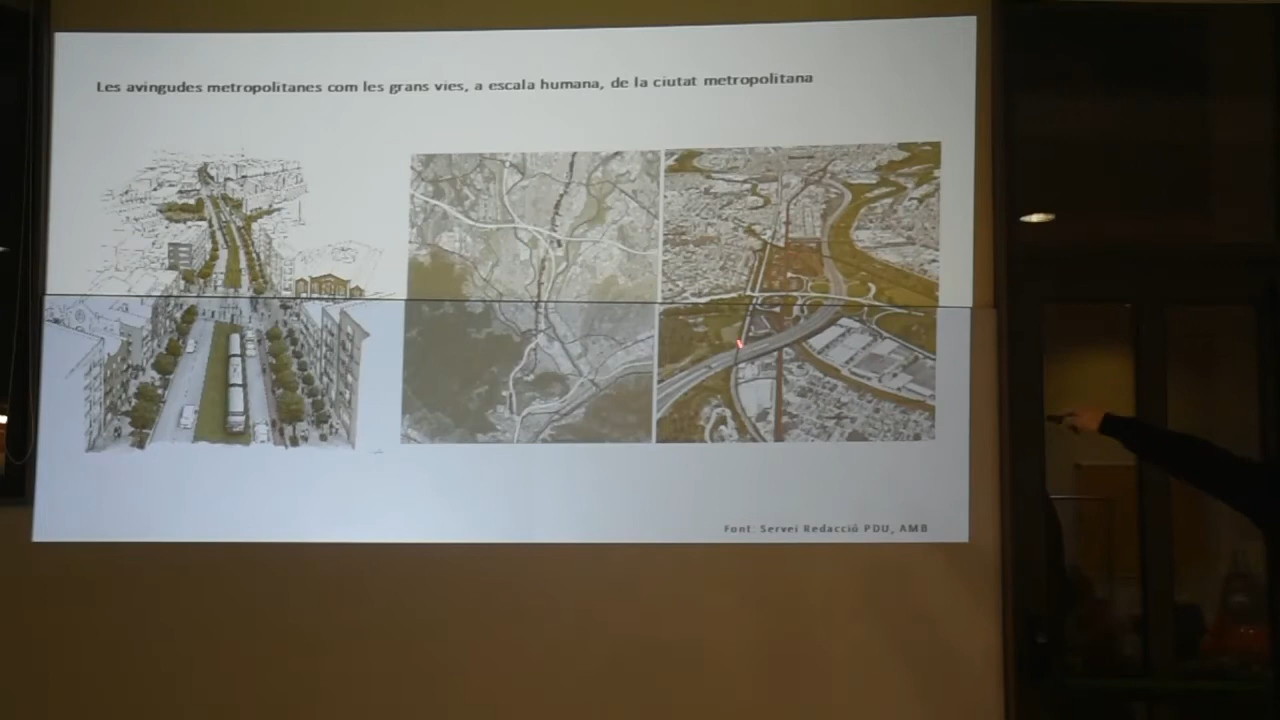 Les avingudes metropolitanes com les grans vies, a escala humana, de la ciutat metropolitana
Font: Servei Redacció PDU, AMB